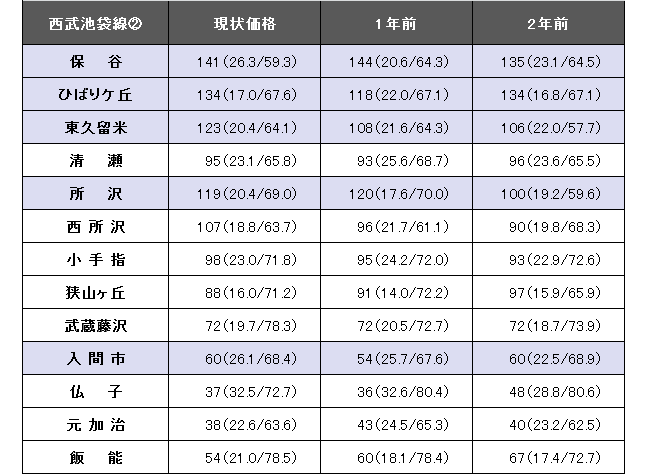 西武池袋線② 現状価格 1年前 2年前
保谷 141(26.3/59.3) 144(20.6/64.3) 135(23.1/64.5)
ひばりケ丘 134(17.0/67.6) 118(22.0/67.1) 134(16.8/67.1)
東久留米 123(20.4/64.1) 108(21.6/64.3) 106(22.0/57.7)
清瀬 95(23.1/65.8) 93(25.6/68.7) 96(23.6/65.5)
所沢 119(20.4/69.0) 120(17.6/70.0) 100(19.2/59.6)
西所沢 107(18.8/63.7) 96(21.7/61.1) 90(19.8/68.3)
小手指 98(23.0/71.8) 95(24.2/72.0) 93(22.9/72.6)
狭山ヶ丘 88(16.0/71.2) 91(14.0/72.2) 97(15.9/65.9)
武蔵藤沢 72(19.7/78.3) 72(20.5/72.7) 72(18.7/73.9)
入間市 60(26.1/68.4) 54(25.7/67.6) 60(22.5/68.9)
仏子 37(32.5/72.7) 36(32.6/80.4) 48(28.8/80.6)
元加治 38(22.6/63.6) 43(24.5/65.3) 40(23.2/62.5)
飯能 54(21.0/78.5) 60(18.1/78.4) 67(17.4/72.7)